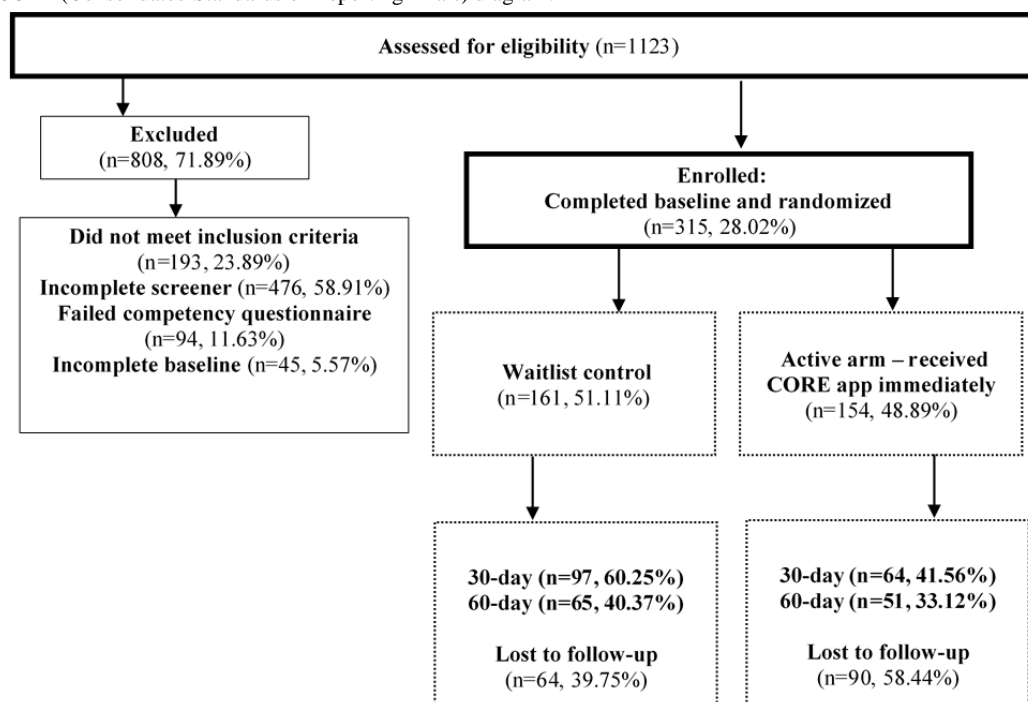 Assessed for eligibility (n=1123)
Excluded
(n=808, 71.89%)
Did not meet inclusion criteria
(n=193, 23.89%)
Incomplete screener (n=476, 58.91%)
Failed competency questionnaire
(n=94, 11.63%)
Incomplete baseline (n=45, 5.57%)
Enrolled:
Completed baseline and randomized
(n=315, 28.02%)
Waitlist control
(n=161, 51.11%)
Active arm – received
CORE app immediately
(n=154, 48.89%)
30-day (n=97, 60.25%)
60-day (n=65, 40.37%)
Lost to follow-up
(n=64, 39.75%)
30-day (n=64, 41.56%)
60-day (n=51, 33.12%)
Lost to follow-up
(n=90, 58.44%)